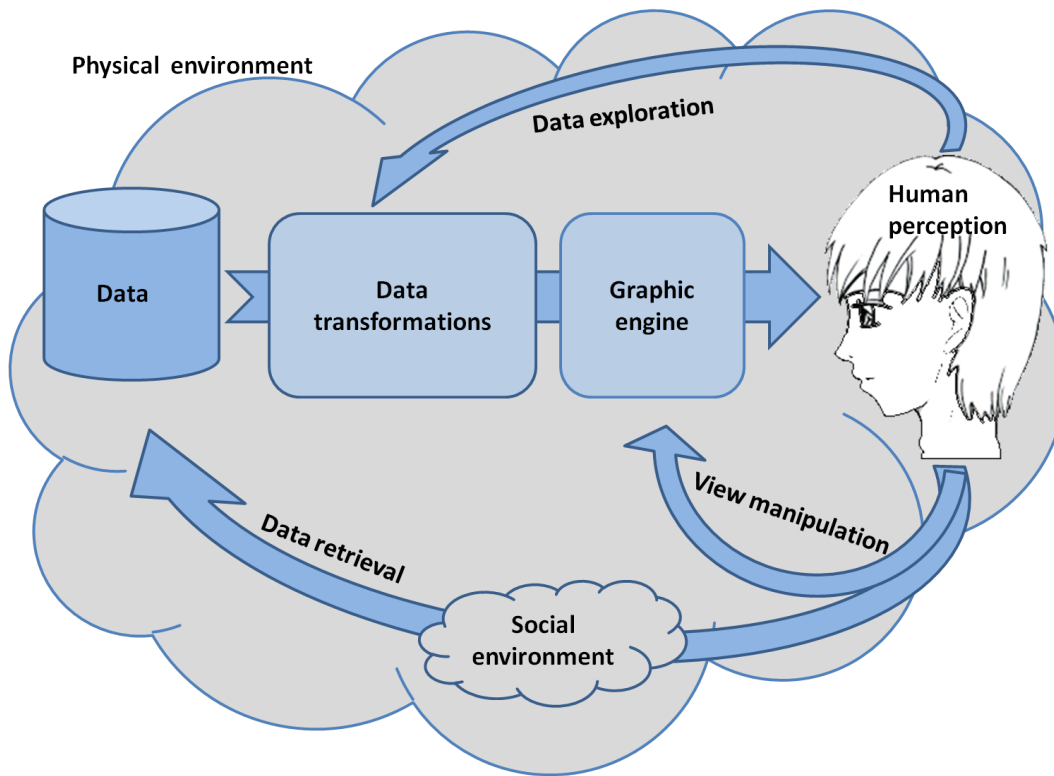 Physical environment
Data exploration
Human
perception
Data
Data
transformations
Graphic
engine
View manipulation
Data retrieval
Social
environment